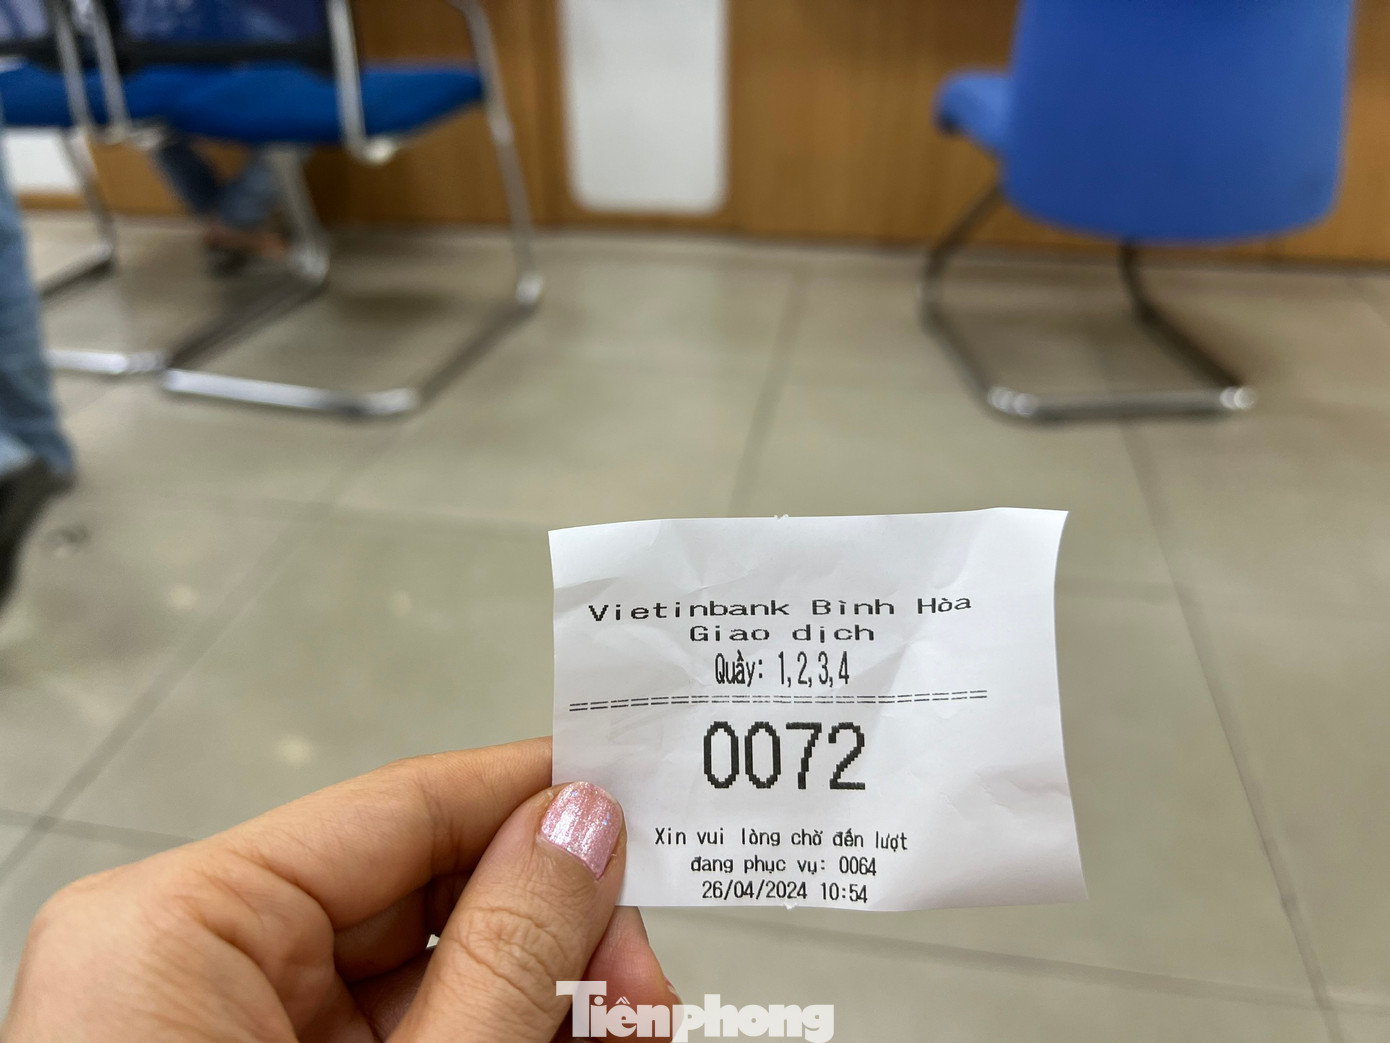 Vietinbank Bình Hòa
Giao dịch
Quầy: 1,2,3,4
==============================
0072
Xin vui lòng chờ đến lượt
đang phục vụ: 0064
26/04/2024 10:54
Tiền phong